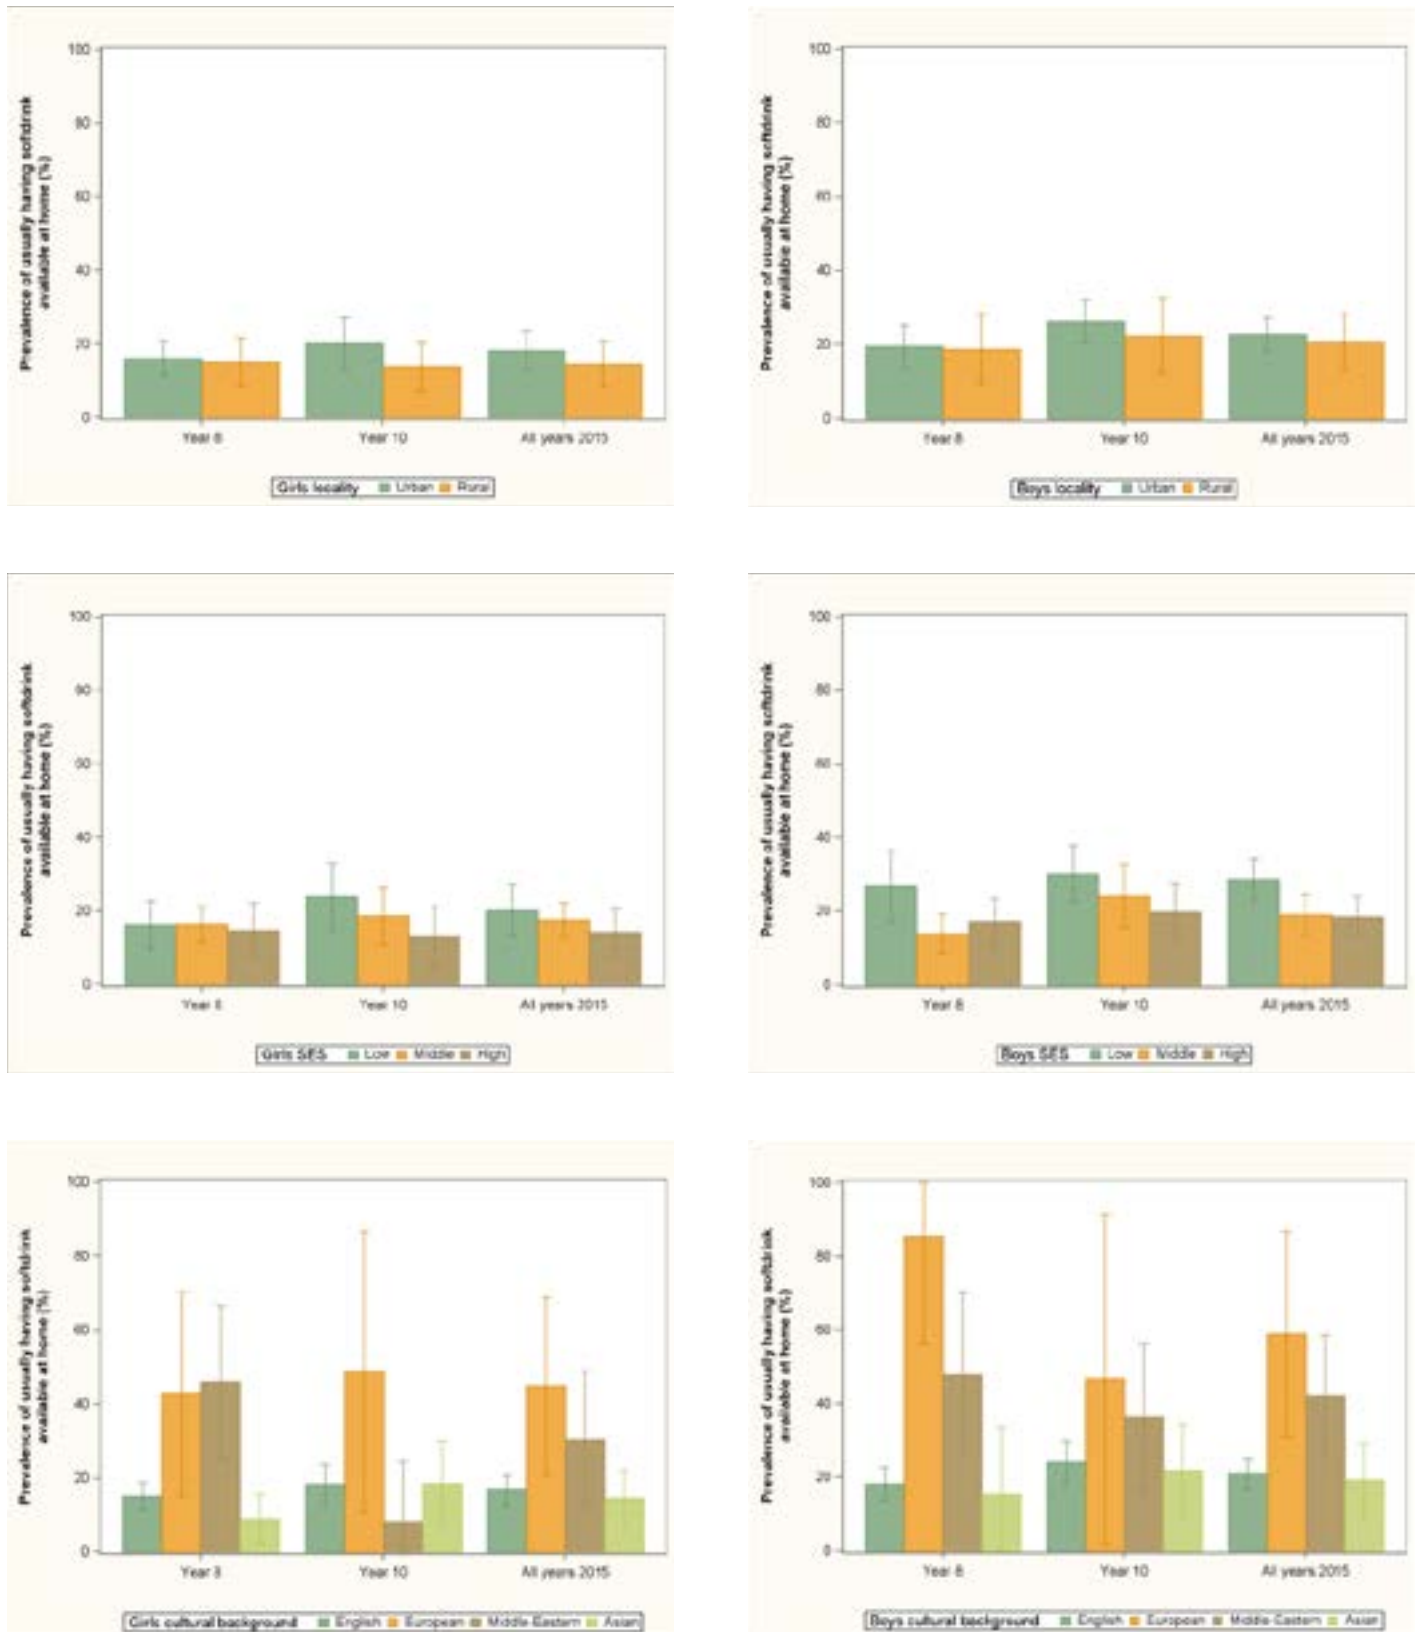 Prevalence of usually having softdrink
available at home (%)
100
80
60
40
20
0
Year 8
Year 10
All years 2015
Girls locality Urban Rural
Prevalence of usually having softdrink
available at home (%)
100
80
60
40
20
0
Year 8
Year 10
All years 2015
Boys locality Urban Rural
Prevalence of usually having softdrink
available at home (%)
100
80
60
40
20
0
Year 8
Year 10
All years 2015
Girls SES Low Middle High
Prevalence of usually having softdrink
available at home (%)
100
80
60
40
20
0
Year 8
Year 10
All years 2015
Boys SES Low Middle High
Prevalence of usually having softdrink
available at home (%)
100
80
60
40
20
0
Year 8
Year 10
All years 2015
Girls cultural background English European Middle-Eastern Asian
Prevalence of usually having softdrink
available at home (%)
100
80
60
40
20
0
Year 8
Year 10
All years 2015
Boys cultural background English European Middle-Eastern Asian